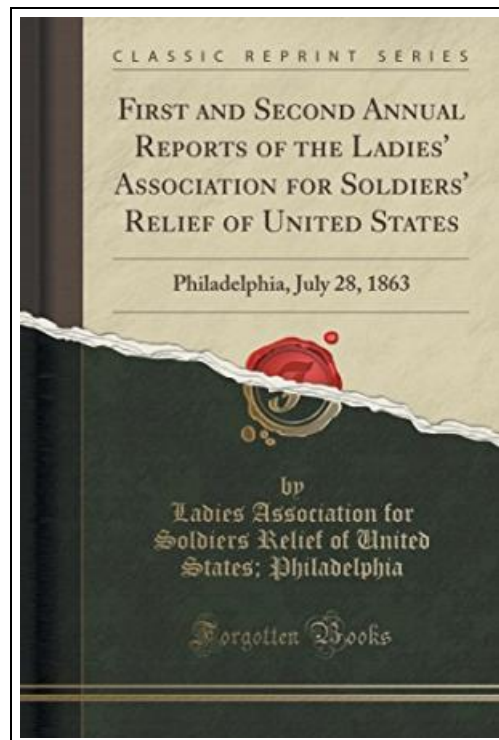 CLASSIC REPRINT SERIES
FIRST AND SECOND ANNUAL
REPORTS OF THE LADIES'
ASSOCIATION FOR SOLDIERS'
RELIEF OF UNITED STATES
Philadelphia, July 28, 1863
by
Ladies Association for
Soldiers Relief of United
States; Philadelphia
Forgotten Books